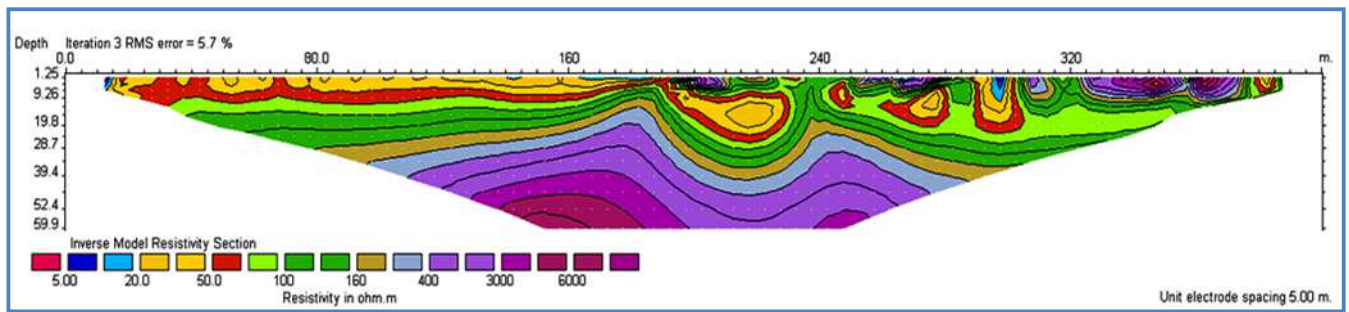 Depth Iteration 3 RMS error = 5.7 %
0.0 80.0 160 240 320 m.
1.25
9.26
19.8
28.7
39.4
52.4
59.9
Inverse Model Resistivity Section
5.00 20.0 50.0 100 160 400 3000 6000
Resistivity in ohm.m
Unit electrode spacing 5.00 m.